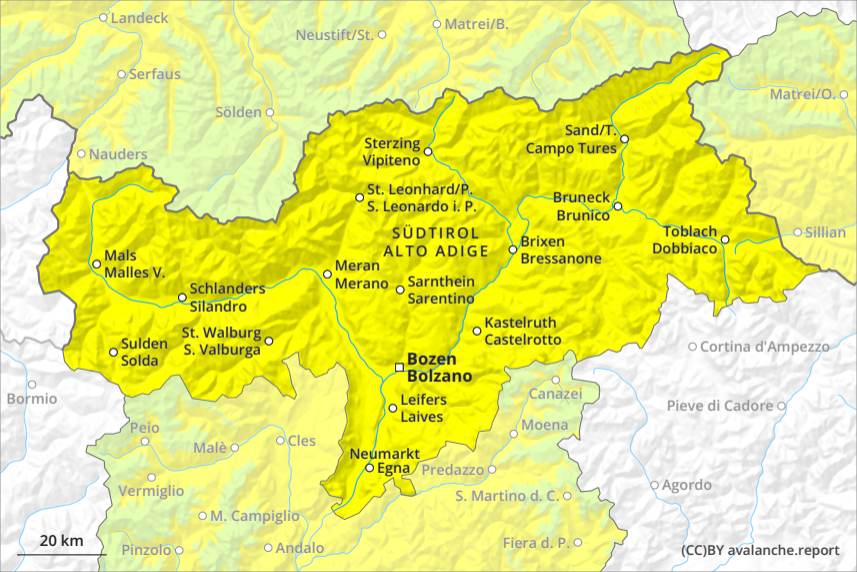 Landeck
Matrei/B.
Neustift/St.
Serfaus
Matrei/O.
Sölden
Sand/T.
Campo Tures
Sterzing
Vipiteno
Nauders
St. Leonhard/P.
S. Leonardo i. P.
Bruneck
Brunico
SÜDTIROL
ALTO ADIGE
Toblach
Dobbiaco
Sillian
Brixen
Bressanone
Mals
Malles V.
Meran
Merano
Sarnthein
Sarentino
Schlanders
Silandro
Kastelruth
Castelrotto
St. Walburg
S. Valburga
Sulden
Solda
Cortina d'Ampezzo
Bozen
Bolzano
Bormio
Canazei
Leifers
Laives
Pieve di Cadore
Peio
Moena
Malè
Cles
Neumarkt
Egna
Predazzo
Vermiglio
Agordo
S. Martino d. C.
M. Campiglio
20 km
Pinzolo
Andalo
Fiera d. P.
(CC)BY avalanche.report